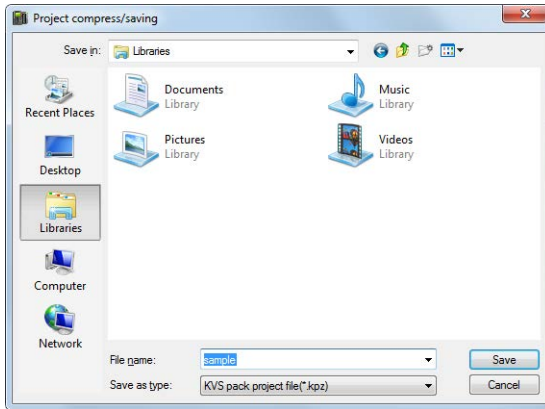 Project compress/saving
Save in:
Libraries
Recent Places
Desktop
Libraries
Computer
Network
Documents
Library
Music
Library
Pictures
Library
Videos
Library
File name:
sample
Save
Save as type:
KVS pack project file(*.kpz)
Cancel